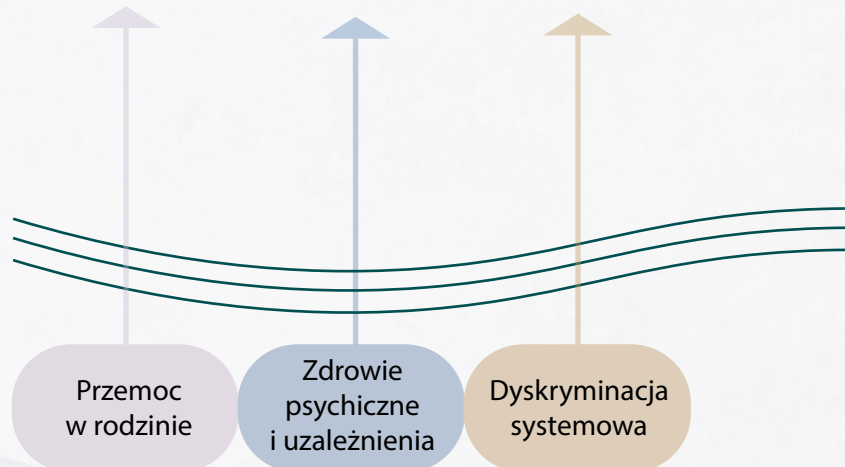 Przemoc
w rodzinie
Zdrowie
psychiczne
i uzależnienia
Dyskryminacja
systemowa